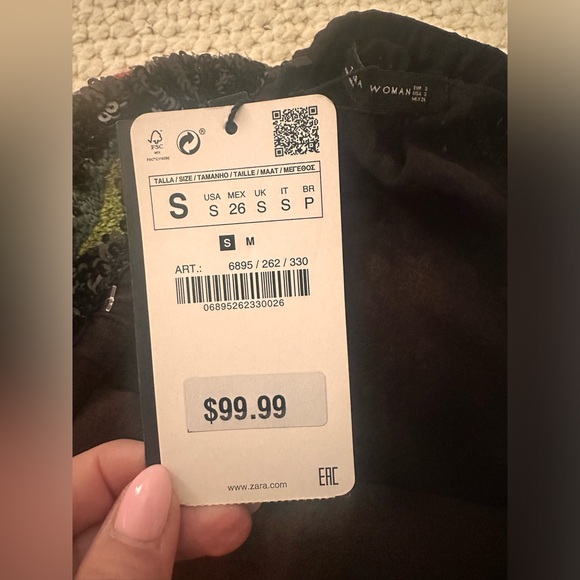 FSC
TALLA / SIZE / TAMANHO / TAILLE / MAAT / ΜΕΓΕΘΟΣ
S USA MEX UK IT BR
S 26 S S P
S M
ART.: 6895 / 262 / 330
06895262330026
$99.99
www.zara.com
EAC
WOMAN